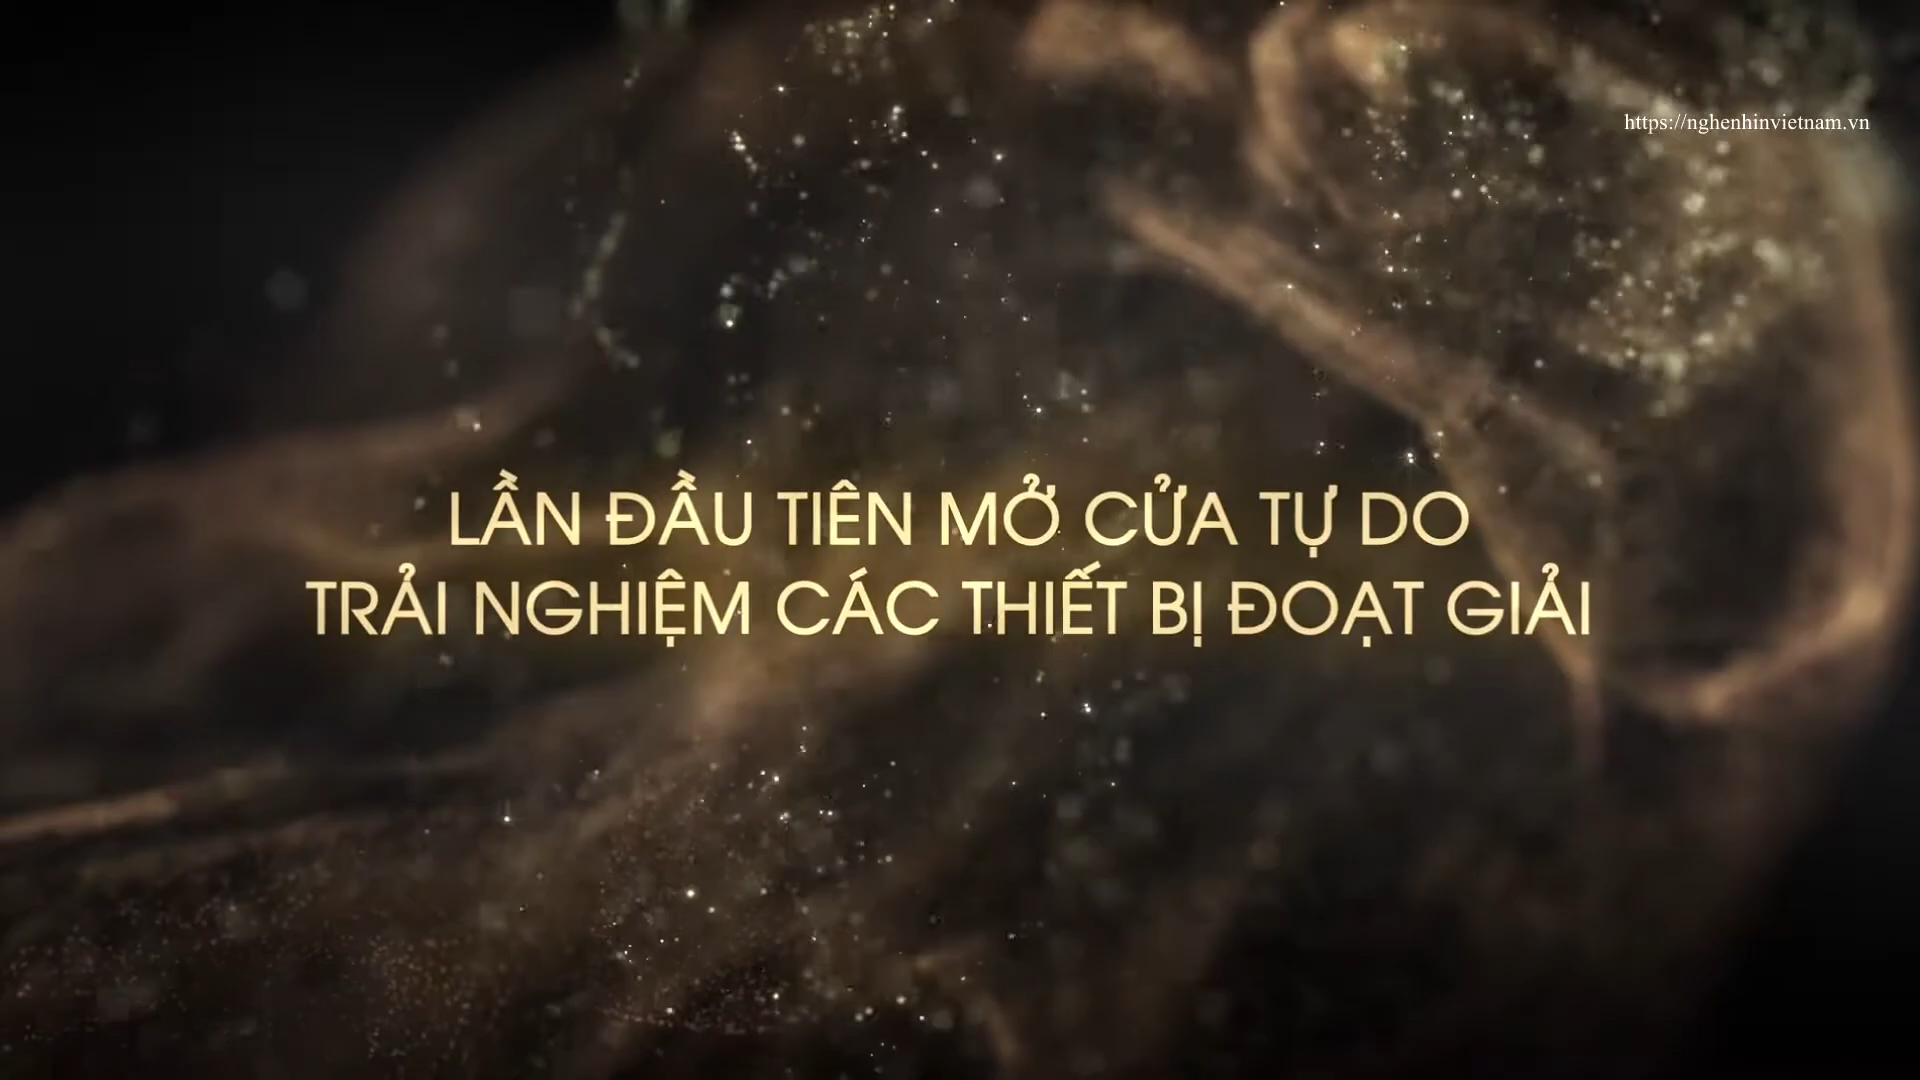 https://nghenhinvietnam.vn
LẦN ĐẦU TIÊN MỞ CỬA TỰ DO
TRẢI NGHIỆM CÁC THIẾT BỊ ĐOẠT GIẢI